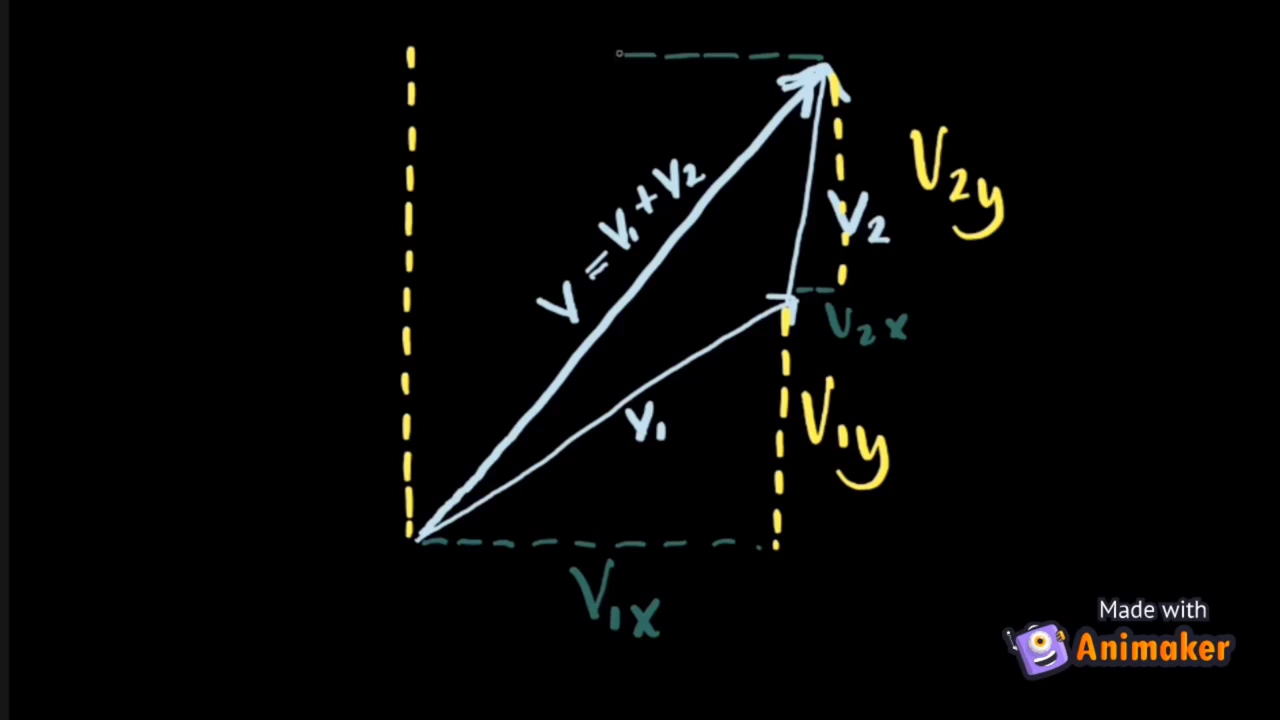 V = V₁ + V₂
V₂y
V₂
V₂x
V₁
V₁y
V₁x
Made with
Animaker